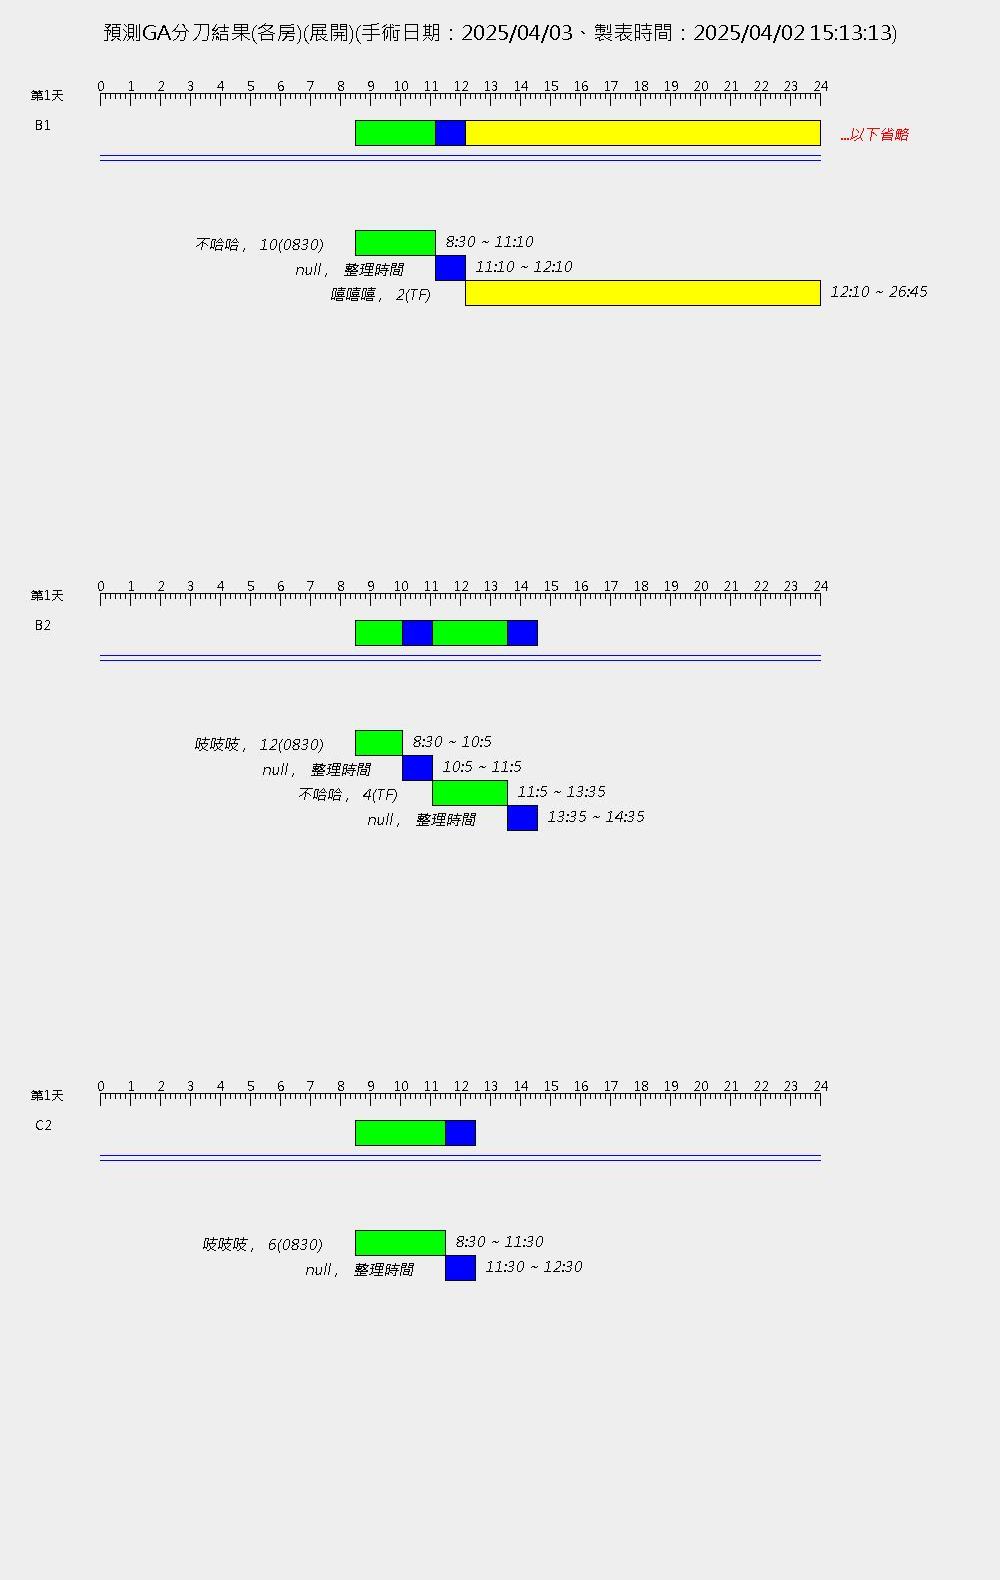 預測GA分刀結果(各房)(展開)(手術日期：2025/04/03、製表時間：2025/04/02 15:13:13)
第1天 0 1 2 3 4 5 6 7 8 9 10 11 12 13 14 15 16 17 18 19 20 21 22 23 24
B1 ...以下省略
不哈哈， 10(0830) 8:30 ~ 11:10
null， 整理時間 11:10 ~ 12:10
嘻嘻嘻， 2(TF) 12:10 ~ 26:45
第1天 0 1 2 3 4 5 6 7 8 9 10 11 12 13 14 15 16 17 18 19 20 21 22 23 24
B2
吱吱吱， 12(0830) 8:30 ~ 10:5
null， 整理時間 10:5 ~ 11:5
不哈哈， 4(TF) 11:5 ~ 13:35
null， 整理時間 13:35 ~ 14:35
第1天 0 1 2 3 4 5 6 7 8 9 10 11 12 13 14 15 16 17 18 19 20 21 22 23 24
C2
吱吱吱， 6(0830) 8:30 ~ 11:30
null， 整理時間 11:30 ~ 12:30